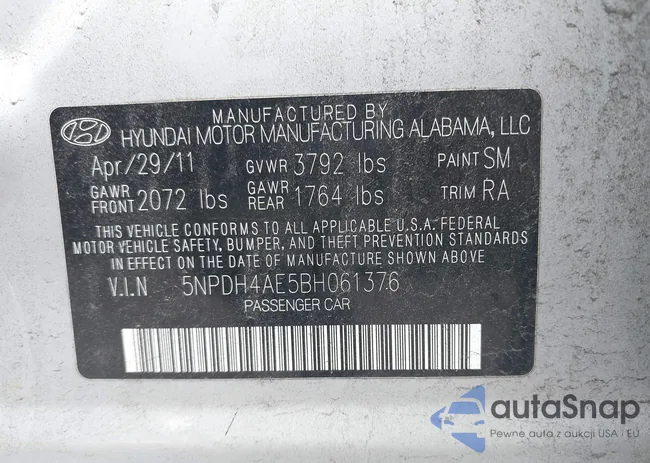 MANUFACTURED BY
HYUNDAI MOTOR MANUFACTURING ALABAMA, LLC
Apr/29/11 GVWR 3792 lbs PAINT SM
GAWR FRONT 2072 lbs GAWR REAR 1764 lbs TRIM RA
THIS VEHICLE CONFORMS TO ALL APPLICABLE U.S.A. FEDERAL
MOTOR VEHICLE SAFETY, BUMPER, AND THEFT PREVENTION STANDARDS
IN EFFECT ON THE DATE OF MANUFACTURE SHOWN ABOVE
V.I.N 5NPDH4AE5BH061376
PASSENGER CAR
autaSnap
Pewne auta z aukcji USA i EU